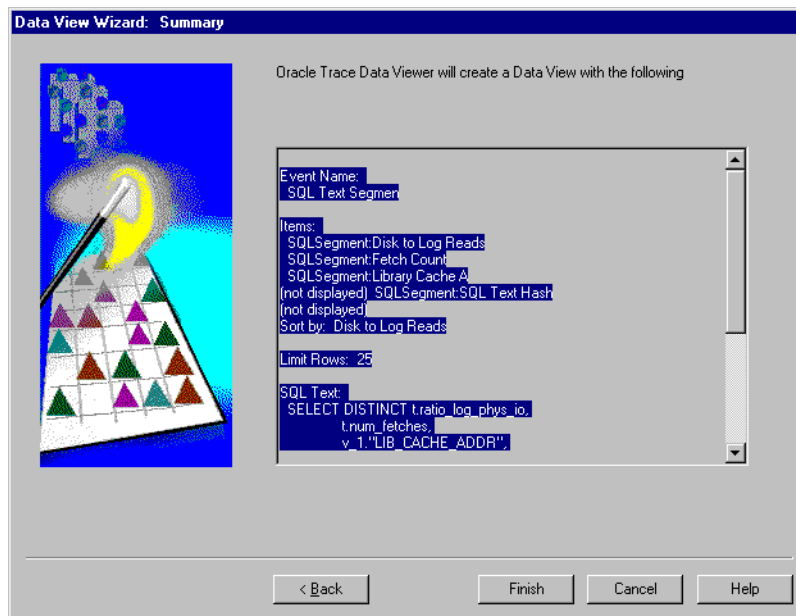 Data View Wizard: Summary
Oracle Trace Data Viewer will create a Data View with the following
Event Name:
SQL Text Segmen
Items:
SQLSegment:Disk to Log Reads
SQLSegment:Fetch Count
SQLSegment:Library Cache A
(not displayed) SQLSegment:SQL Text Hash
(not displayed)
Sort by: Disk to Log Reads
Limit Rows: 25
SQL Text:
SELECT DISTINCT t.ratio_log_phys_io,
t.num_fetches,
v_1."LIB_CACHE_ADDR",
< Back
Finish
Cancel
Help